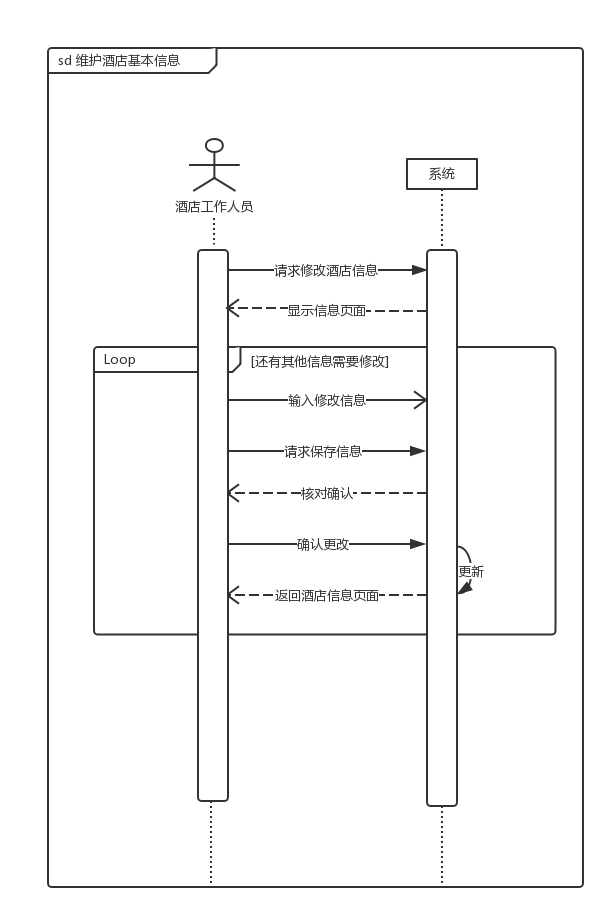 sd 维护酒店基本信息
酒店工作人员
系统
请求修改酒店信息
显示信息页面
Loop
[还有其他信息需要修改]
输入修改信息
请求保存信息
核对确认
确认更改
更新
返回酒店信息页面